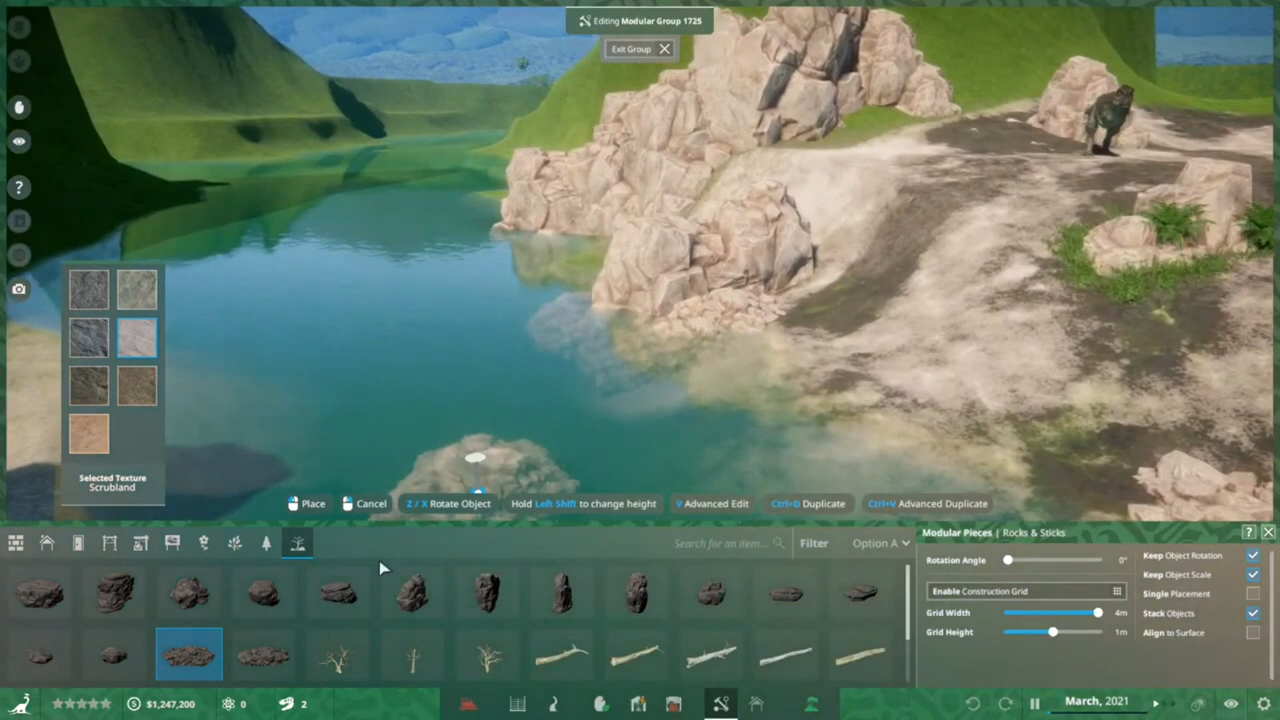 Editing Modular Group 1725
Exit Group
?
Selected Texture
Scrubland
Place
Cancel
Z / X Rotate Object
Hold Left Shift to change height
V Advanced Edit
Ctrl+D Duplicate
Ctrl+V Advanced Duplicate
Search for an item...
Filter
Option A
Modular Pieces | Rocks & Sticks
?
Rotation Angle
0°
Enable Construction Grid
Grid Width
4m
Grid Height
1m
Keep Object Rotation
Keep Object Scale
Single Placement
Stack Objects
Align to Surface
$1,247,200
0
2
March, 2021